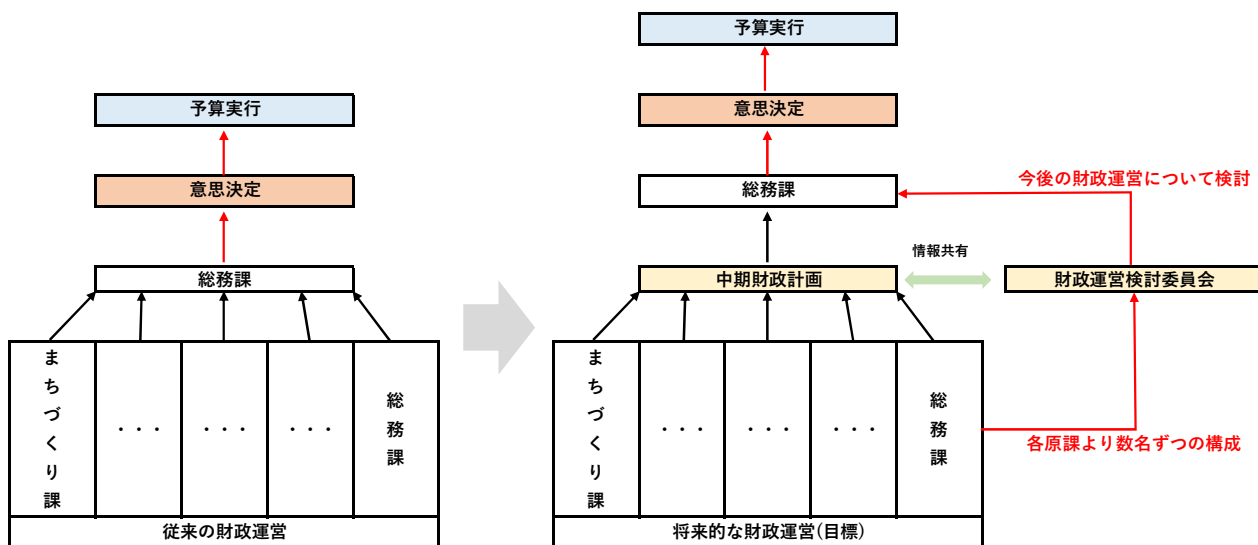 予算実行
意思決定
総務課
まちづくり課
・・・
・・・
・・・
総務課
従来の財政運営
予算実行
意思決定
総務課
今後の財政運営について検討
情報共有
中期財政計画
財政運営検討委員会
まちづくり課
・・・
・・・
・・・
総務課
各原課より数名ずつの構成
将来的な財政運営(目標)